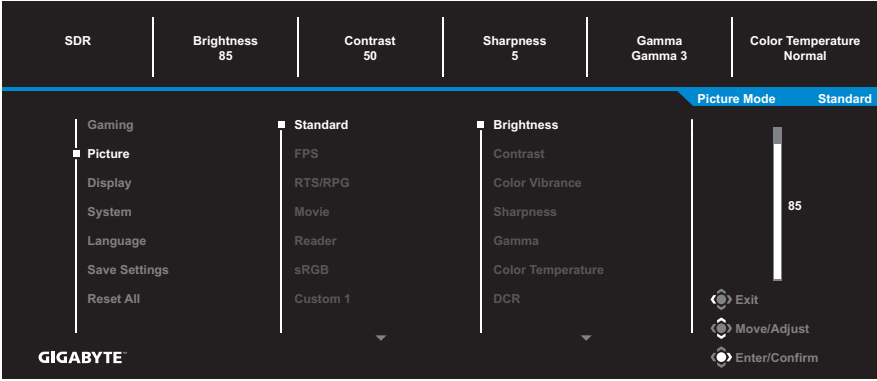 SDR
Brightness
85
Contrast
50
Sharpness
5
Gamma
Gamma 3
Color Temperature
Normal
Picture Mode Standard
Gaming
Picture
Display
System
Language
Save Settings
Reset All
Standard
FPS
RTS/RPG
Movie
Reader
sRGB
Custom 1
Brightness
Contrast
Color Vibrance
Sharpness
Gamma
Color Temperature
DCR
85
Exit
Move/Adjust
Enter/Confirm
GIGABYTE